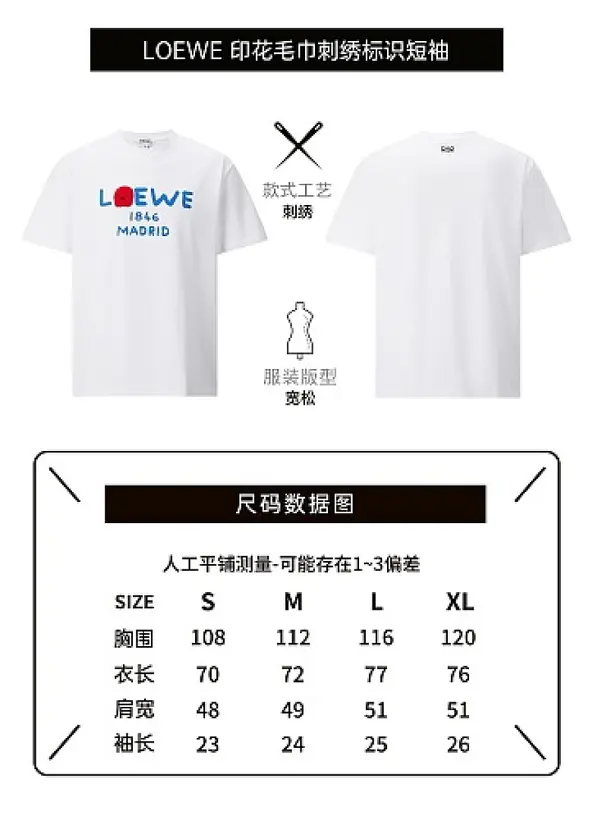 LOEWE 印花毛巾刺绣标识短袖
LOEWE
1846
MADRID
款式工艺
刺绣
服装版型
宽松
尺码数据图
人工平铺测量-可能存在1~3偏差
SIZE S M L XL
胸围 108 112 116 120
衣长 70 72 77 76
肩宽 48 49 51 51
袖长 23 24 25 26